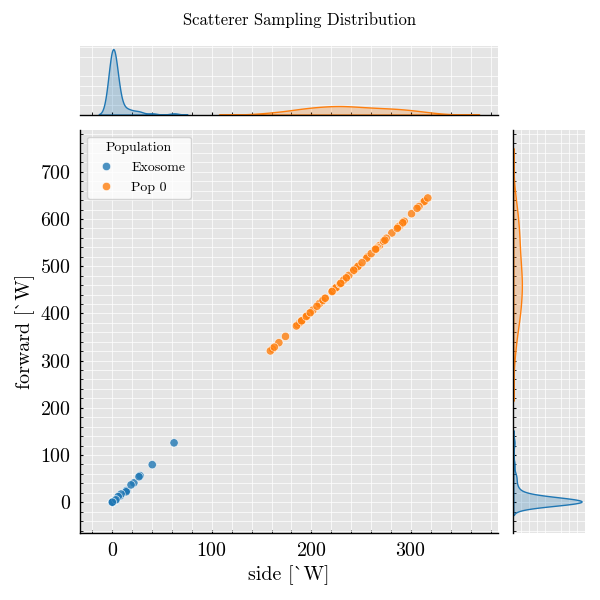 Scatterer Sampling Distribution
Population
Exosome
Pop 0
700
600
500
400
300
200
100
0
forward [`W]
0 100 200 300
side [`W]